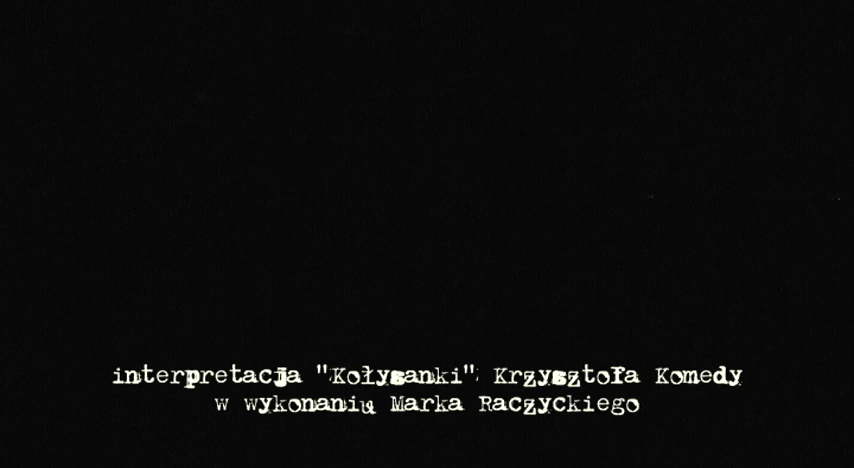 interpretacja "Kołysanki" Krzysztofa Komedy
w wykonaniu Marka Raczyckiego